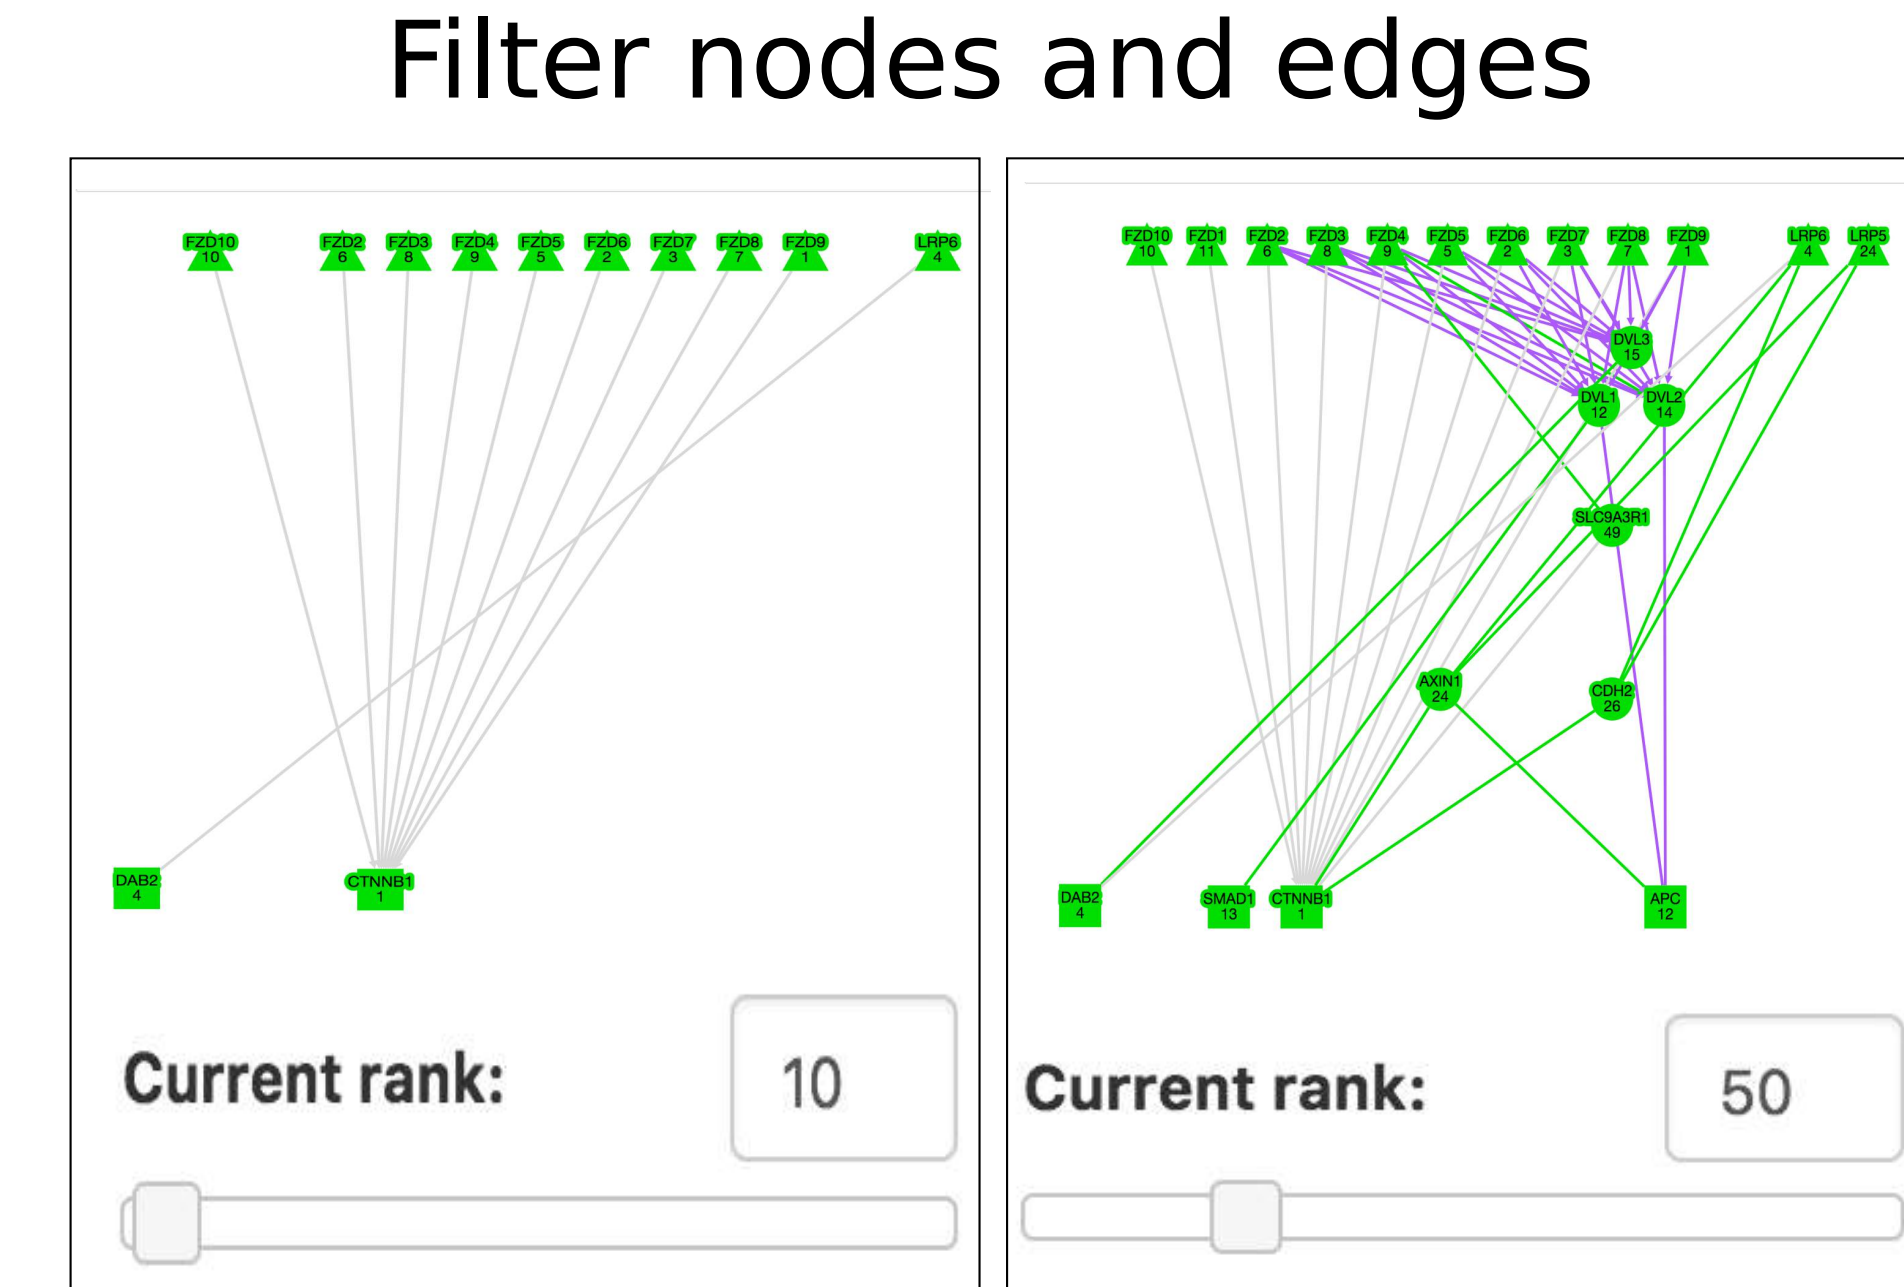 Filter nodes and edges
FZD10 FZD2 FZD3 FZD4 FZD5 FZD6 FZD7 FZD8 FZD9 LRP6
10 6 8 9 5 2 3 7 1 4
DAB2 CTNNB1
4 1
Current rank: 10
FZD10 FZD1 FZD2 FZD3 FZD4 FZD5 FZD6 FZD7 FZD8 FZD9 LRP6 LRP5
10 11 6 8 9 5 2 3 7 1 4 24
DVL3
15
DVL1 DVL2
12 14
SLC9A3R1
49
AXIN1 CDH2
24 26
DAB2 SMAD1 CTNNB1 APC
4 13 1 12
Current rank: 50